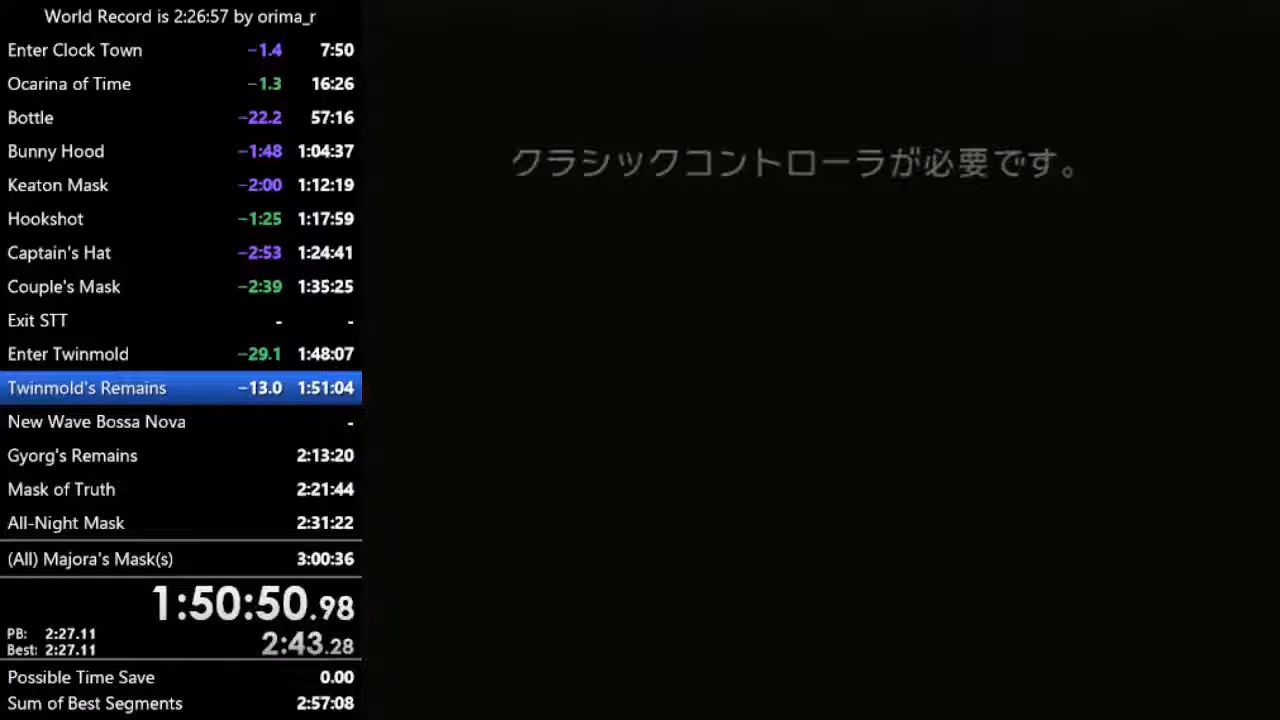 World Record is 2:26:57 by orima_r
Enter Clock Town −1.4 7:50
Ocarina of Time −1.3 16:26
Bottle −22.2 57:16
Bunny Hood −1:48 1:04:37
Keaton Mask −2:00 1:12:19
Hookshot −1:25 1:17:59
Captain's Hat −2:53 1:24:41
Couple's Mask −2:39 1:35:25
Exit STT - -
Enter Twinmold −29.1 1:48:07
Twinmold's Remains −13.0 1:51:04
New Wave Bossa Nova -
Gyorg's Remains 2:13:20
Mask of Truth 2:21:44
All-Night Mask 2:31:22
(All) Majora's Mask(s) 3:00:36
1:50:50.98
PB: 2:27.11
Best: 2:27.11
2:43.28
Possible Time Save 0.00
Sum of Best Segments 2:57:08
クラシックコントローラが必要です。